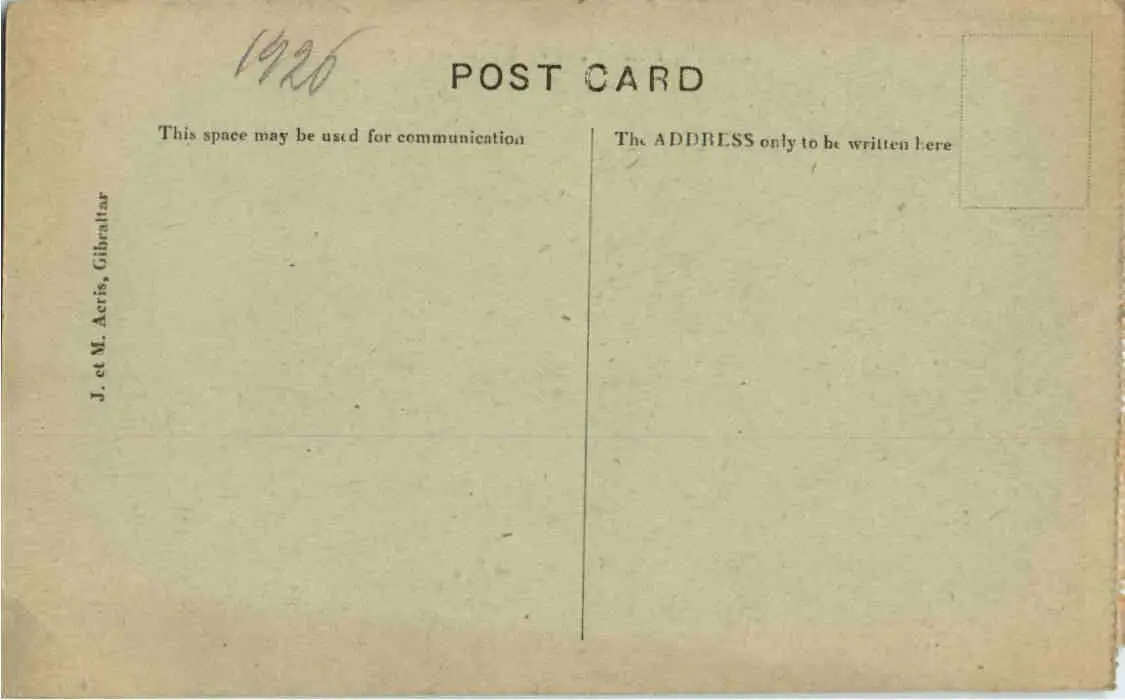 1926
POST CARD
This space may be used for communication
The ADDRESS only to be written here
J. et M. Acris, Gibraltar